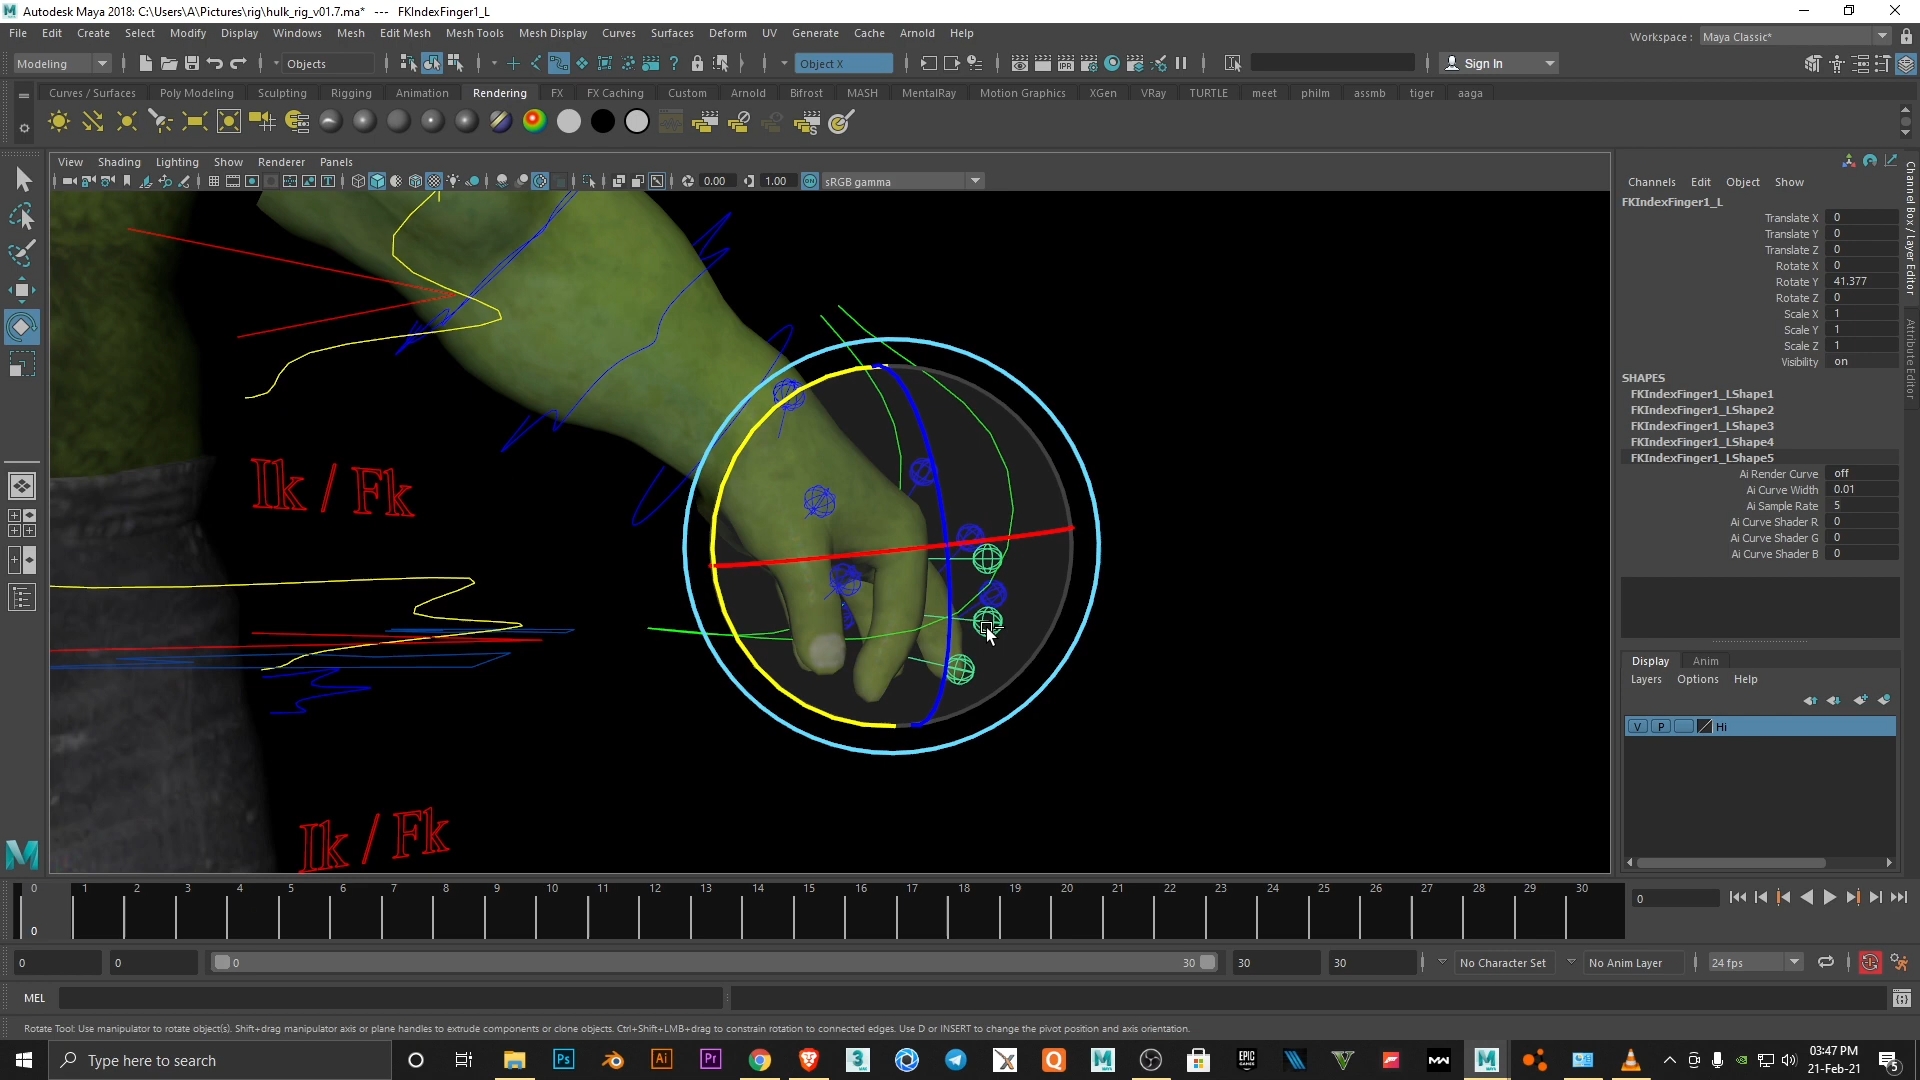 Autodesk Maya 2018: C:\Users\A\Pictures\rig\hulk_rig_v01.7.ma* --- FKIndexFinger1_L
File Edit Create Select Modify Display Windows Mesh Edit Mesh Mesh Tools Mesh Display Curves Surfaces Deform UV Generate Cache Arnold Help
Workspace : Maya Classic*
Modeling Objects Object X Sign In
Curves / Surfaces Poly Modeling Sculpting Rigging Animation Rendering FX FX Caching Custom Arnold Bifrost MASH MentalRay Motion Graphics XGen VRay TURTLE meet philm assmb tiger aaga
View Shading Lighting Show Renderer Panels
0.00 1.00 sRGB gamma
Channels Edit Object Show
FKIndexFinger1_L
Translate X 0
Translate Y 0
Translate Z 0
Rotate X 0
Rotate Y 41.377
Rotate Z 0
Scale X 1
Scale Y 1
Scale Z 1
Visibility on
SHAPES
FKIndexFinger1_LShape1
FKIndexFinger1_LShape2
FKIndexFinger1_LShape3
FKIndexFinger1_LShape4
FKIndexFinger1_LShape5
Ai Render Curve off
Ai Curve Width 0.01
Ai Sample Rate 5
Ai Curve Shader R 0
Ai Curve Shader G 0
Ai Curve Shader B 0
Channel Box / Layer Editor
Attribute Editor
Ik / Fk
Ik / Fk
Display Anim
Layers Options Help
V P Hi
0 1 2 3 4 5 6 7 8 9 10 11 12 13 14 15 16 17 18 19 20 21 22 23 24 25 26 27 28 29 30
0
0
0 0 0 30 30 30 No Character Set No Anim Layer 24 fps
MEL
Rotate Tool: Use manipulator to rotate object(s). Shift+drag manipulator axis or plane handles to extrude components or clone objects. Ctrl+Shift+LMB+drag to constrain rotation to connected edges. Use D or INSERT to change the pivot position and axis orientation.
Type here to search
03:47 PM
21-Feb-21
5